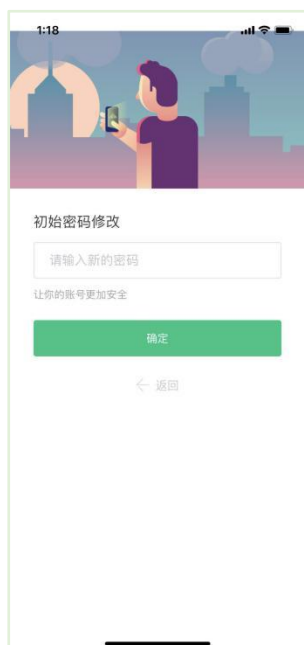 1:18
初始密码修改
请输入新的密码
让你的账号更加安全
确定
← 返回